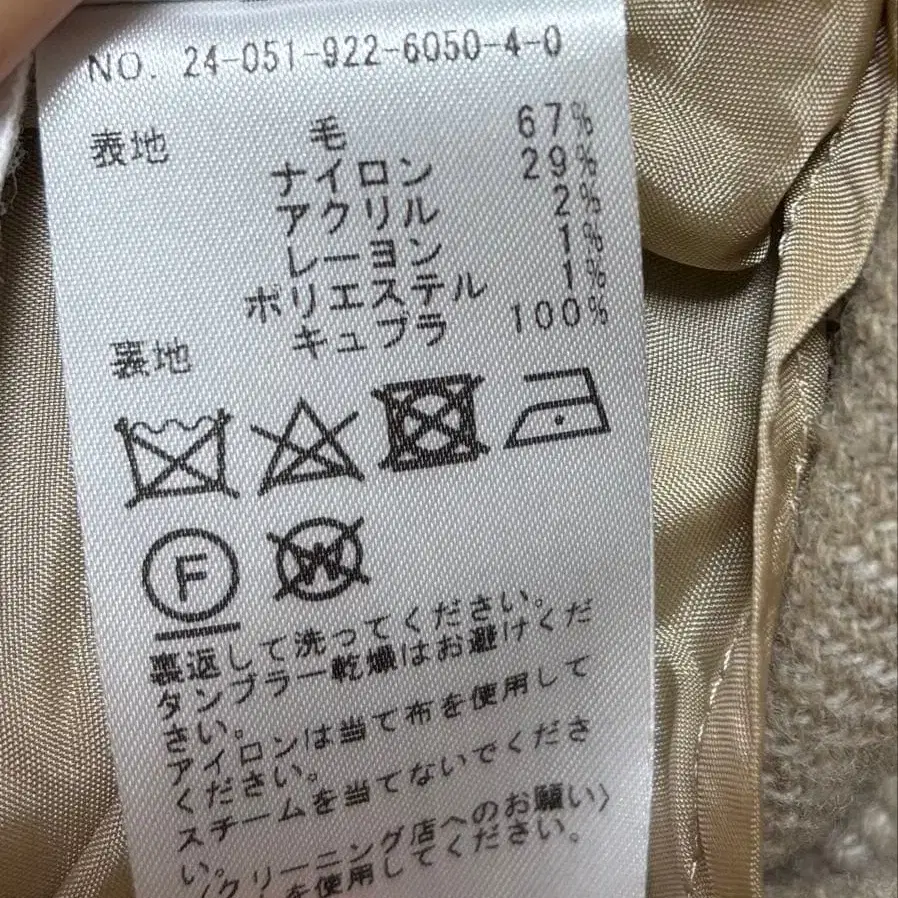 NO. 24-051-922-6050-4-0
表地 毛 67%
ナイロン 29%
アクリル 2%
レーヨン 1%
ポリエステル 1%
裏地 キュプラ 100%
F W
裏返して洗ってください。
タンブラー乾燥はお避けくだ
さい。
アイロンは当て布を使用して
ください。
スチームを当てないでくださ
い。
〈クリーニング店へのお願い〉
を使用してください。